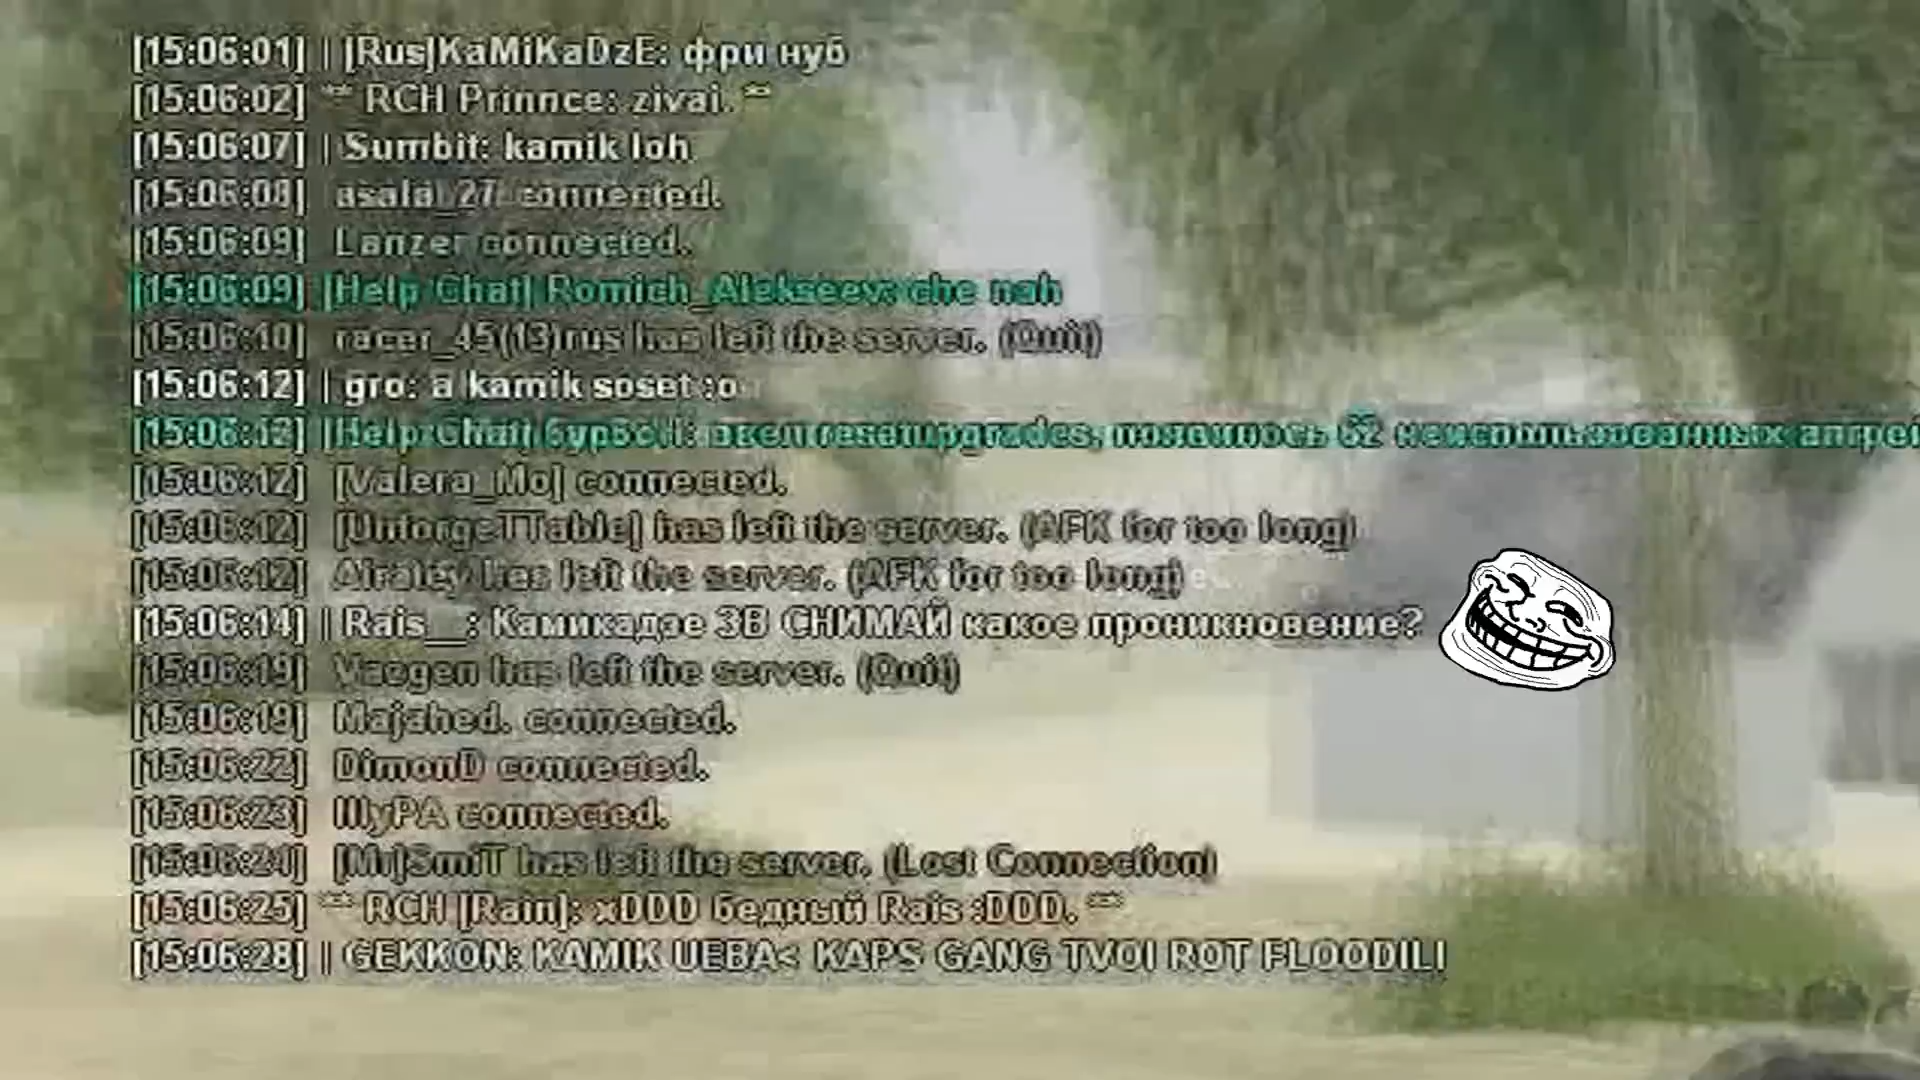 [15:06:01] | [Rus]KaMiKaDzE: фри нуб
[15:06:02] ** RCH Prinnce: zivai. **
[15:06:07] | Sumbit: kamik loh
[15:06:08] asala_27 connected.
[15:06:09] Lanzer connected.
[15:06:09] [Help Chat] Romich_Alekseev: che nah
[15:06:10] racer_45(13)rus has left the server. (Quit)
[15:06:12] | gro: a kamik soset :o
[15:06:12] [Help Chat] ввел resetupgrades, появилось 62 неиспользованных апгрей
[15:06:12] [Valera_Mo] connected.
[15:06:12] [UnforgeTTable] has left the server. (AFK for too long)
[15:06:12] has left the server. (AFK for too long)
[15:06:14] | Rais__: Камикадзе ЗВ СНИМАЙ какое проникновение?
[15:06:19] Vazgen has left the server. (Quit)
[15:06:19] Majahed. connected.
[15:06:22] DimonD connected.
[15:06:23] IllyPA connected.
[15:06:24] [Mr]SmiT has left the server. (Lost Connection)
[15:06:25] ** RCH [Rain]: xDDD бедный Rais :DDD. **
[15:06:28] | GEKKON: KAMIK UEBA< KAPS GANG TVOI ROT FLOODILI